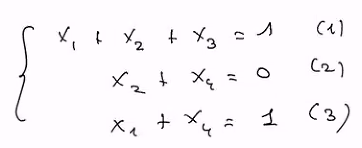 x₁ + x₂ + x₃ = 1 (1)
x₂ + x₄ = 0 (2)
x₁ + x₄ = 1 (3)